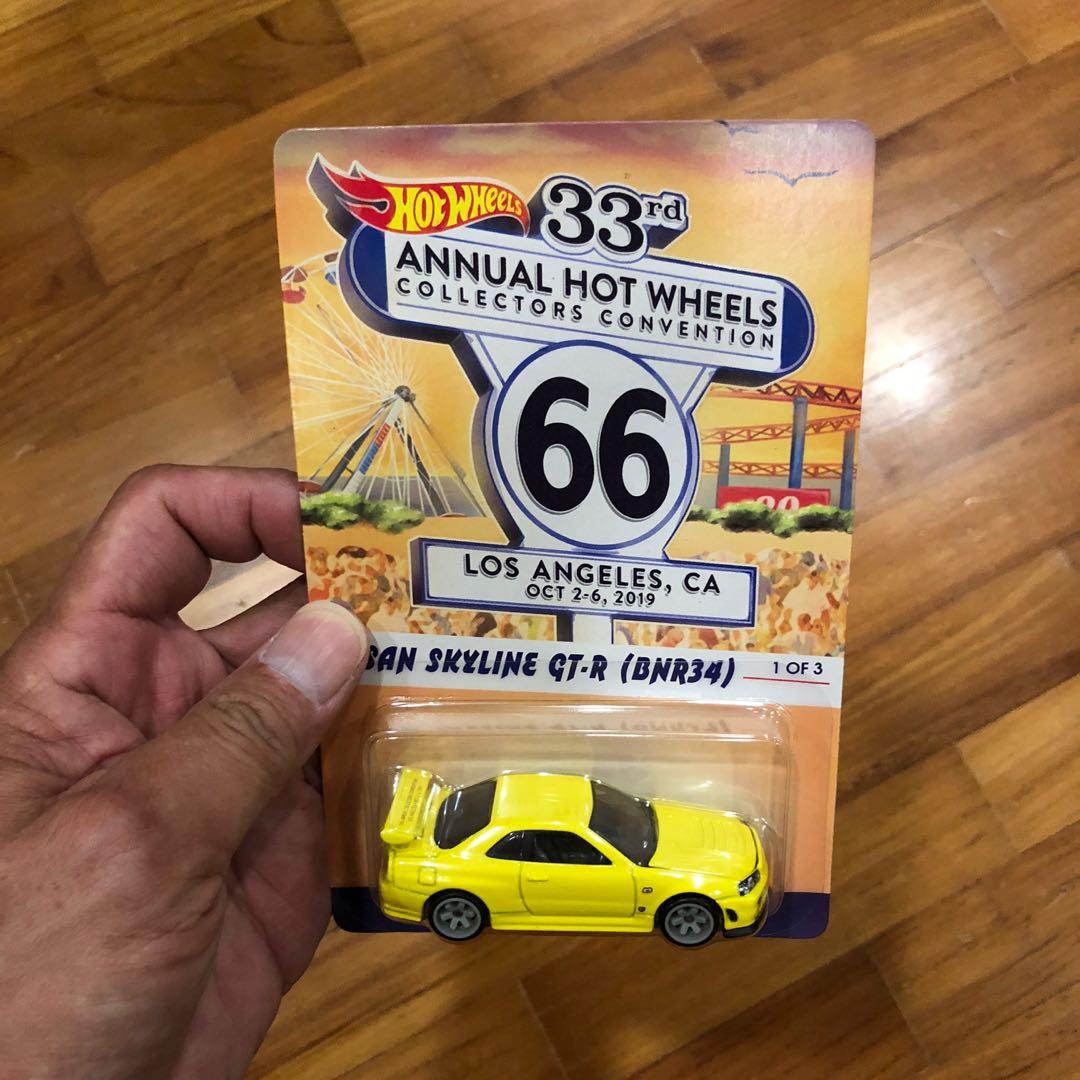 HOT WHEELS
33rd
ANNUAL HOT WHEELS
COLLECTORS CONVENTION
66
LOS ANGELES, CA
OCT 2-6, 2019
SAN SKYLINE GT-R (BNR34)
1 OF 3